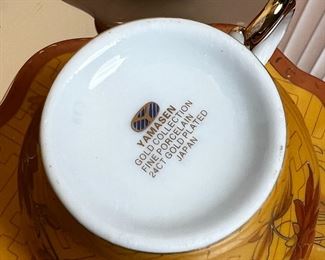 YAMASEN
GOLD COLLECTION
FINE PORCELAIN
24CT GOLD PLATED
JAPAN